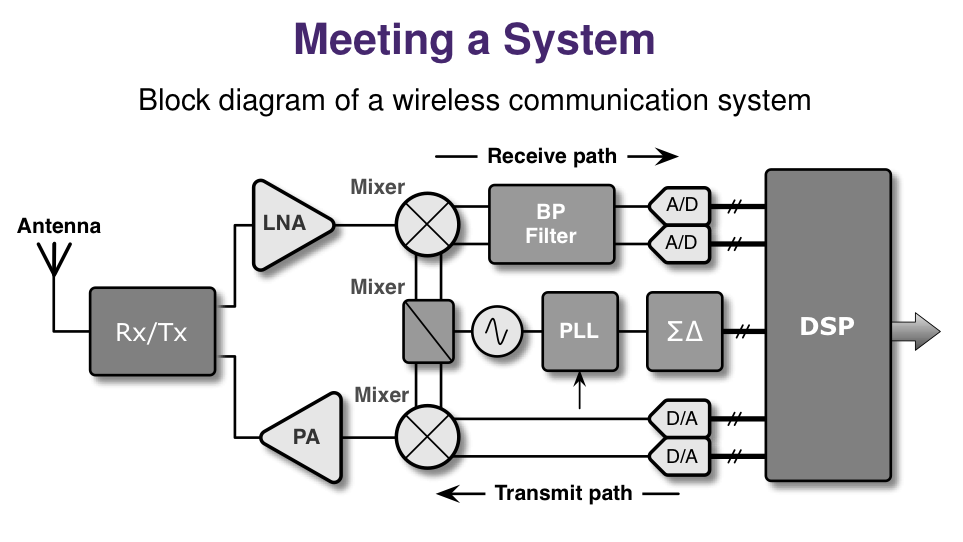 Meeting a System
Block diagram of a wireless communication system
Receive path
Mixer
LNA
BP
Filter
A/D
A/D
Antenna
Mixer
Rx/Tx
PLL
ΣΔ
DSP
Mixer
PA
D/A
D/A
Transmit path